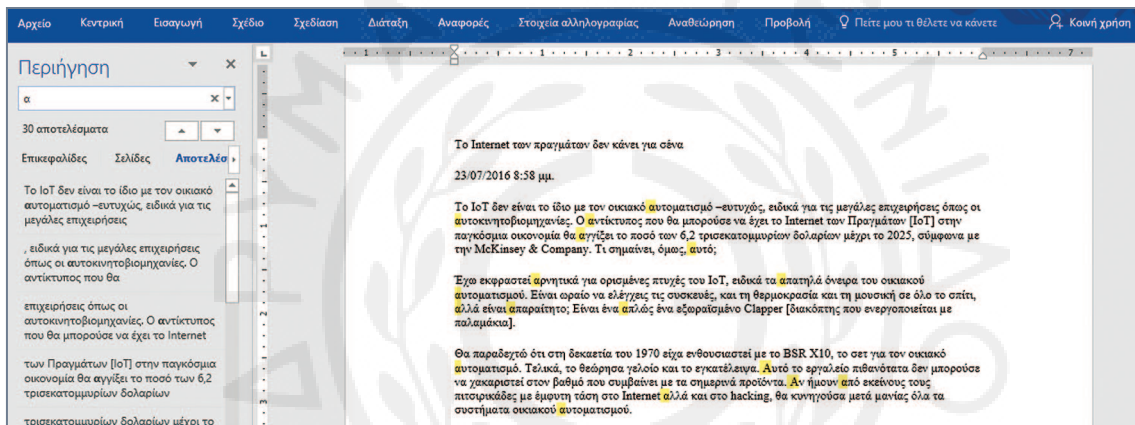 Αρχείο Κεντρική Εισαγωγή Σχέδιο Σχεδίαση Διάταξη Αναφορές Στοιχεία αλληλογραφίας Αναθεώρηση Προβολή Πείτε μου τι θέλετε να κάνετε Κοινή χρήση
Περιήγηση
α
30 αποτελέσματα
Επικεφαλίδες Σελίδες Αποτελέσ
Το IoT δεν είναι το ίδιο με τον οικιακό
αυτοματισμό –ευτυχώς, ειδικά για τις
μεγάλες επιχειρήσεις
, ειδικά για τις μεγάλες επιχειρήσεις
όπως οι αυτοκινητοβιομηχανίες. Ο
αντίκτυπος που θα
επιχειρήσεις όπως οι
αυτοκινητοβιομηχανίες. Ο αντίκτυπος
που θα μπορούσε να έχει το Internet
των Πραγμάτων [IoT] στην παγκόσμια
οικονομία θα αγγίξει το ποσό των 6,2
τρισεκατομμυρίων δολαρίων
τρισεκατομμυρίων δολαρίων μέχρι το
1 1 2 3 4 5 7
1
2
3
Το Internet των πραγμάτων δεν κάνει για σένα
23/07/2016 8:58 μμ.
Το IoT δεν είναι το ίδιο με τον οικιακό αυτοματισμό –ευτυχώς, ειδικά για τις μεγάλες επιχειρήσεις όπως οι
αυτοκινητοβιομηχανίες. Ο αντίκτυπος που θα μπορούσε να έχει το Internet των Πραγμάτων [IoT] στην
παγκόσμια οικονομία θα αγγίξει το ποσό των 6,2 τρισεκατομμυρίων δολαρίων μέχρι το 2025, σύμφωνα με
την McKinsey & Company. Τι σημαίνει, όμως, αυτό;
Έχω εκφραστεί αρνητικά για ορισμένες πτυχές του IoT, ειδικά τα απατηλά όνειρα του οικιακού
αυτοματισμού. Είναι ωραίο να ελέγχεις τις συσκευές, και τη θερμοκρασία και τη μουσική σε όλο το σπίτι,
αλλά είναι απαραίτητο; Είναι ένα απλώς ένα εξωραϊσμένο Clapper [διακόπτης που ενεργοποιείται με
παλαμάκια].
Θα παραδεχτώ ότι στη δεκαετία του 1970 είχα ενθουσιαστεί με το BSR X10, το σετ για τον οικιακό
αυτοματισμό. Τελικά, το θεώρησα γελοίο και το εγκατέλειψα. Αυτό το εργαλείο πιθανότατα δεν μπορούσε
να χακαριστεί στον βαθμό που συμβαίνει με τα σημερινά προϊόντα. Αν ήμουν από εκείνους τους
πιτσιρικάδες με έμφυτη τάση στο Internet αλλά και στο hacking, θα κυνηγούσα μετά μανίας όλα τα
συστήματα οικιακού αυτοματισμού.